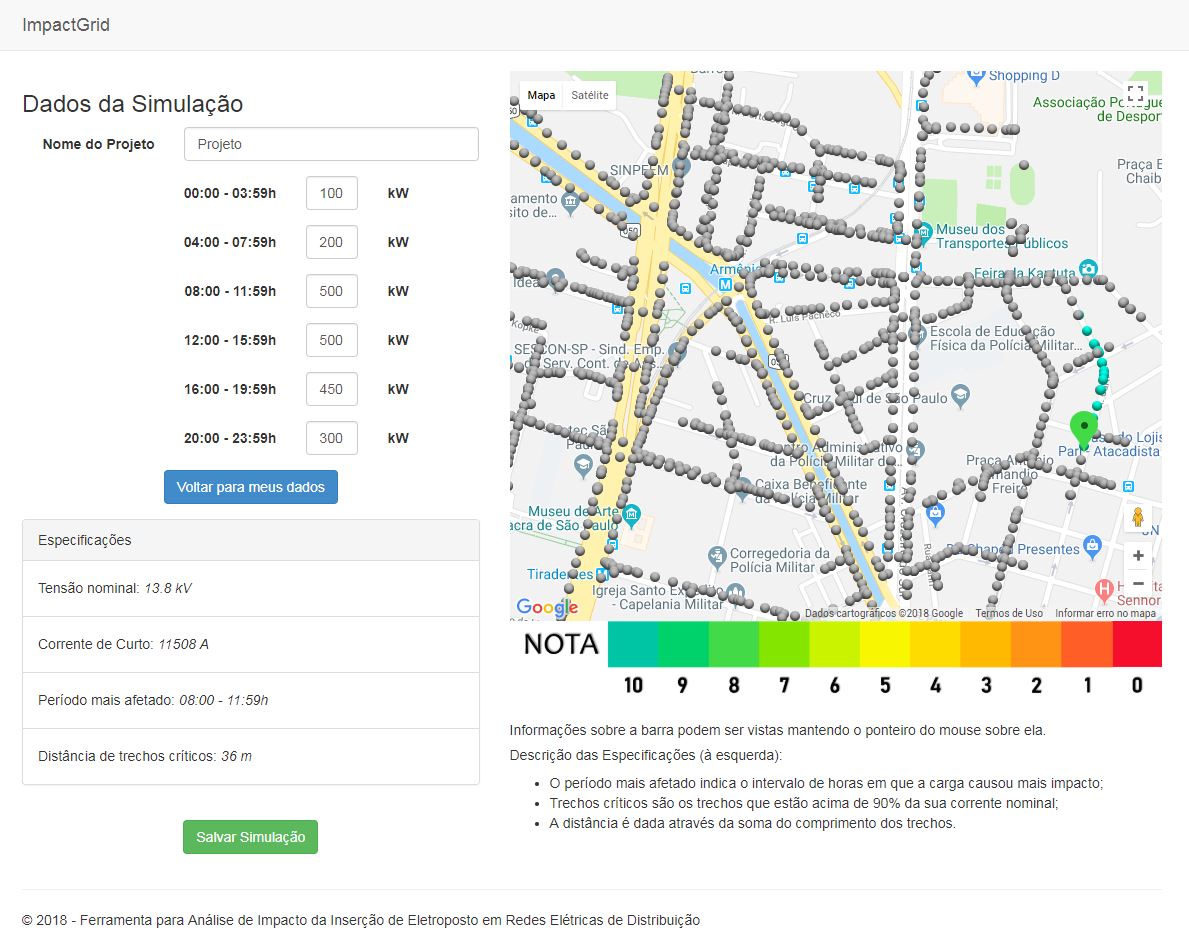 ImpactGrid
Dados da Simulação
Nome do Projeto
Projeto
00:00 - 03:59h 100 kW
04:00 - 07:59h 200 kW
08:00 - 11:59h 500 kW
12:00 - 15:59h 500 kW
16:00 - 19:59h 450 kW
20:00 - 23:59h 300 kW
Voltar para meus dados
Especificações
Tensão nominal: 13.8 kV
Corrente de Curto: 11508 A
Período mais afetado: 08:00 - 11:59h
Distância de trechos críticos: 36 m
Salvar Simulação
Mapa Satélite
Shopping D
Associação
de
Praça
SINPEEM
050
Museu dos
Transportes Públicos
Armênia
M
Feira da Kantuta
R. Luis Pacheco
Escola de Educação
Física da Polícia Militar...
SESCON-SP - Sind. Emp.
de Serv. Cont. de
Cruz Azul de São Paulo
Centro Administrativo
da Polícia Militar de...
Atacadista
Praça
Freire
Caixa Beneficente
da Polícia Militar
Museu de Arte
Sacra de São Paulo
Presentes
Corregedoria da
Polícia Militar
Tiradentes
Igreja Santo
- Capelania Militar
Google
Dados cartográficos ©2018 Google Termos de Uso Informar erro no mapa
NOTA
10 9 8 7 6 5 4 3 2 1 0
Informações sobre a barra podem ser vistas mantendo o ponteiro do mouse sobre ela.
Descrição das Especificações (à esquerda):
• O período mais afetado indica o intervalo de horas em que a carga causou mais impacto;
• Trechos críticos são os trechos que estão acima de 90% da sua corrente nominal;
• A distância é dada através da soma do comprimento dos trechos.
© 2018 - Ferramenta para Análise de Impacto da Inserção de Eletroposto em Redes Elétricas de Distribuição